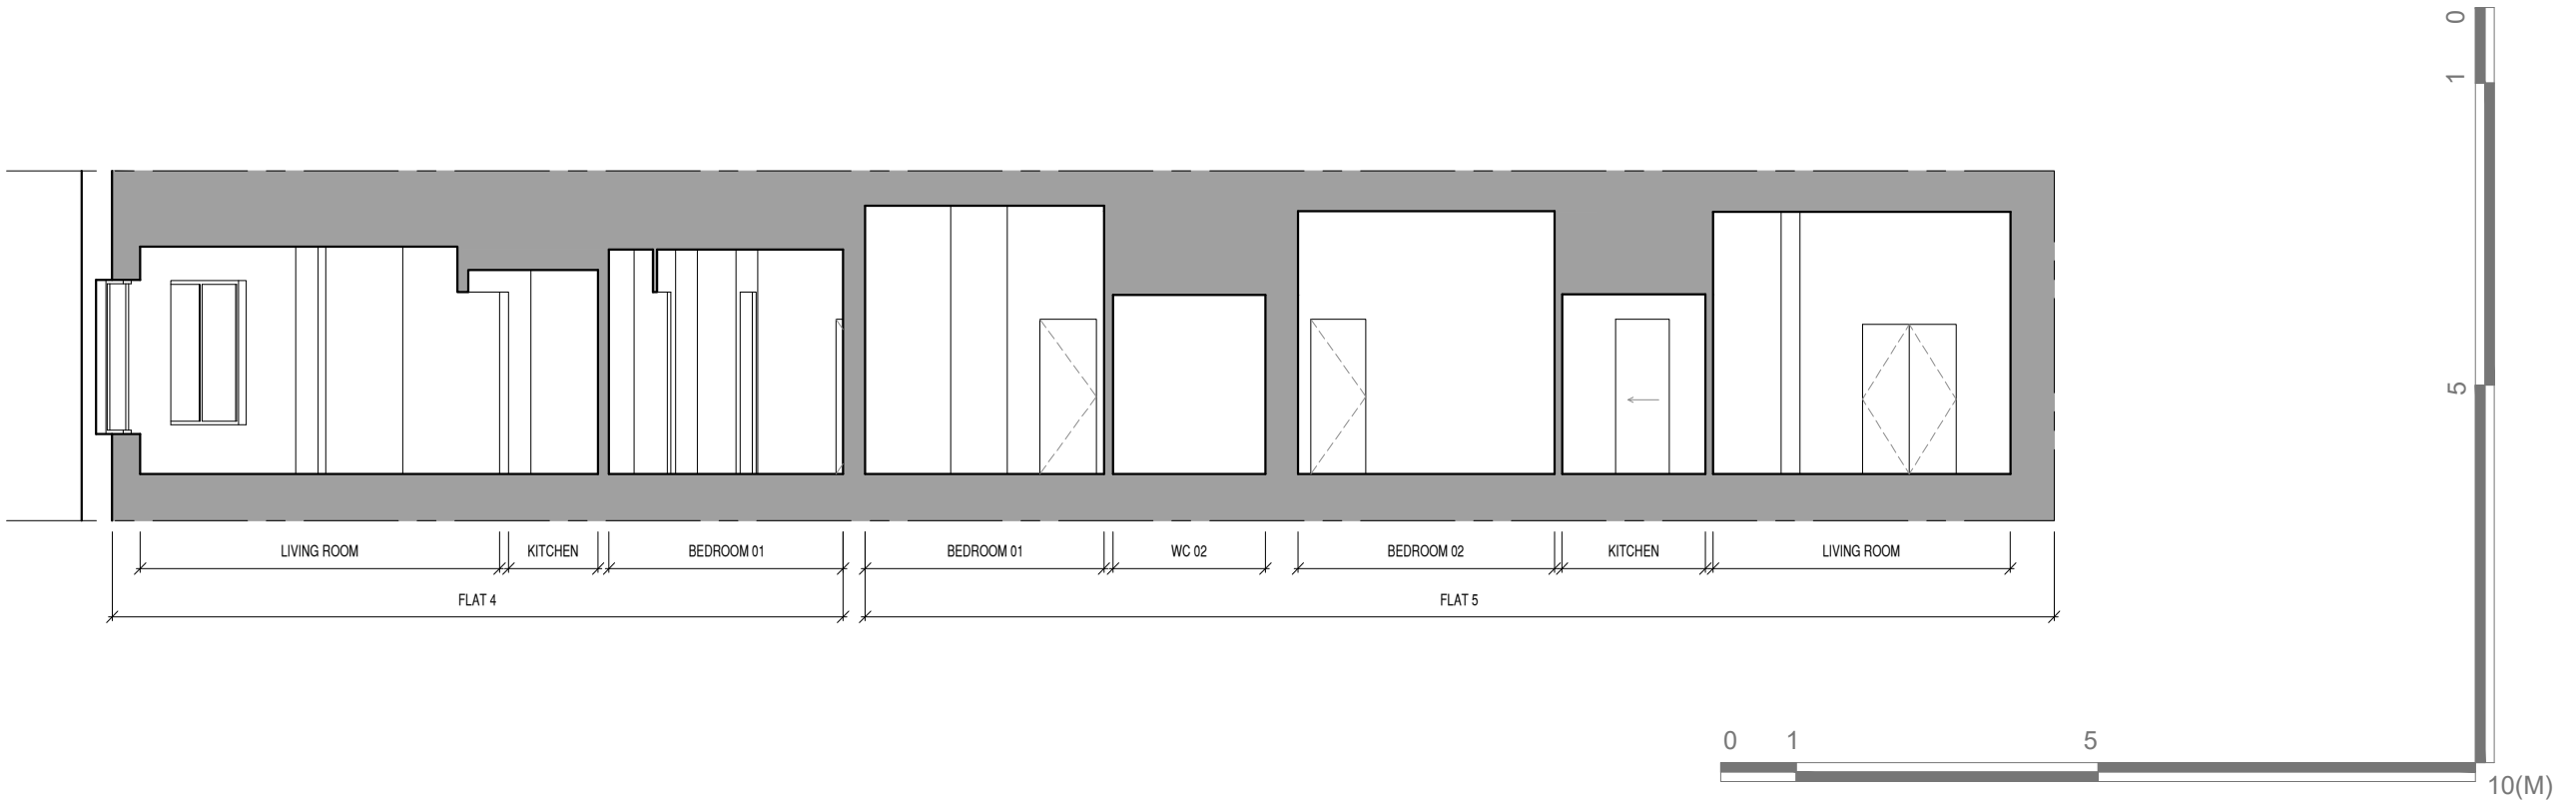 0
1
5
LIVING ROOM
KITCHEN
BEDROOM 01
BEDROOM 01
WC 02
BEDROOM 02
KITCHEN
LIVING ROOM
FLAT 4
FLAT 5
0
1
5
10(M)